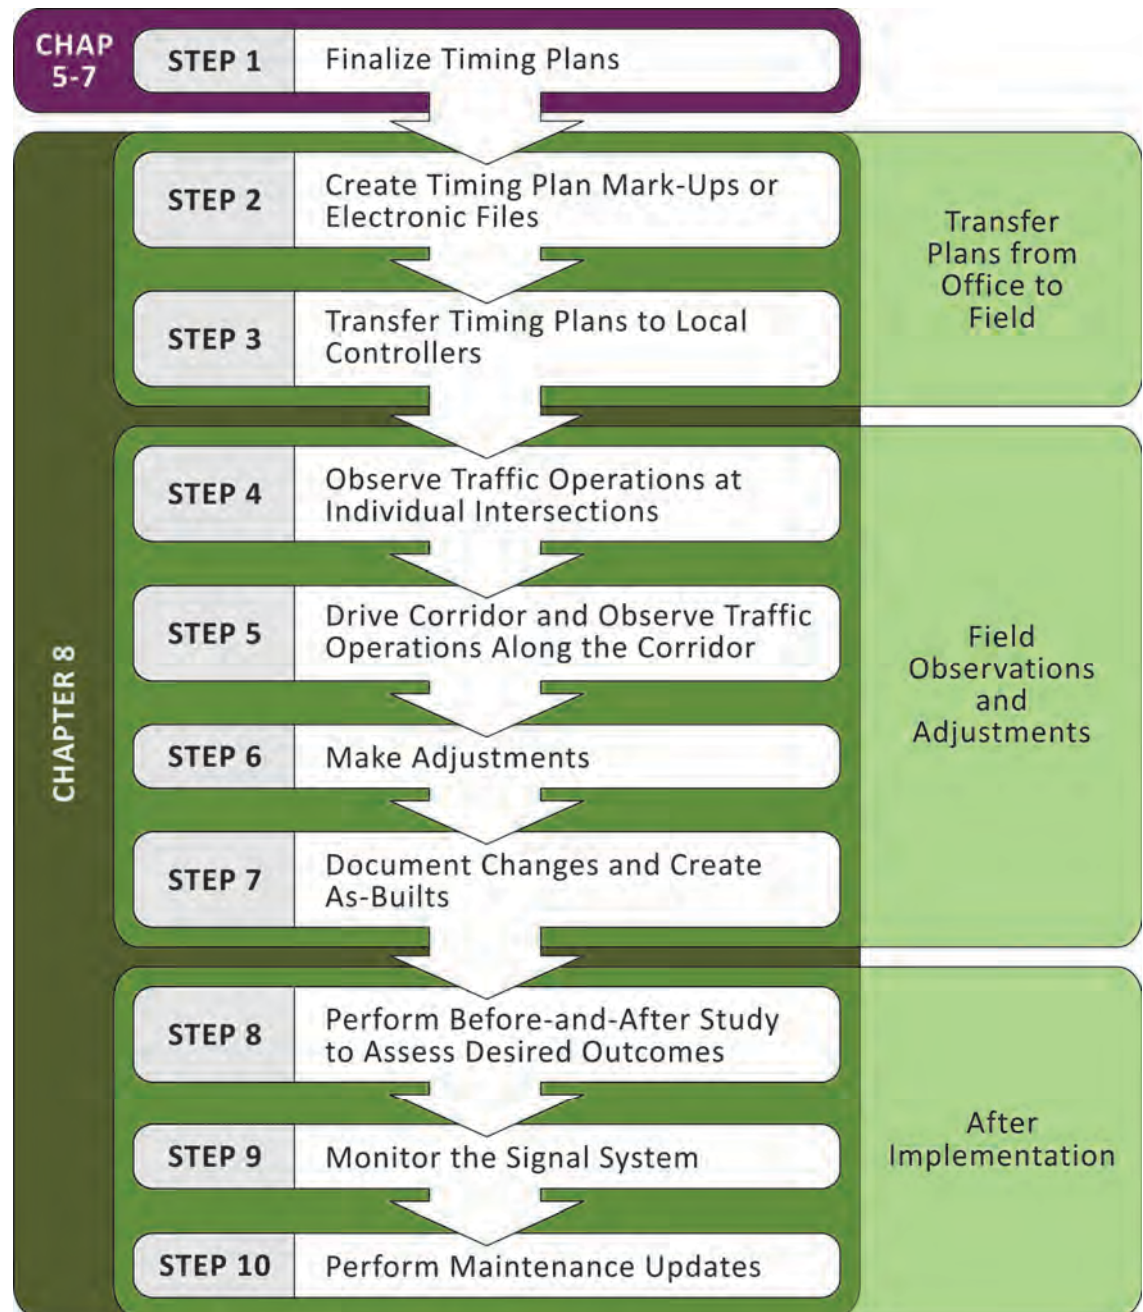 CHAP
5-7
STEP 1
Finalize Timing Plans
CHAPTER 8
STEP 2
Create Timing Plan Mark-Ups or
Electronic Files
STEP 3
Transfer Timing Plans to Local
Controllers
Transfer
Plans from
Office to
Field
STEP 4
Observe Traffic Operations at
Individual Intersections
STEP 5
Drive Corridor and Observe Traffic
Operations Along the Corridor
STEP 6
Make Adjustments
STEP 7
Document Changes and Create
As-Builts
Field
Observations
and
Adjustments
STEP 8
Perform Before-and-After Study
to Assess Desired Outcomes
STEP 9
Monitor the Signal System
STEP 10
Perform Maintenance Updates
After
Implementation